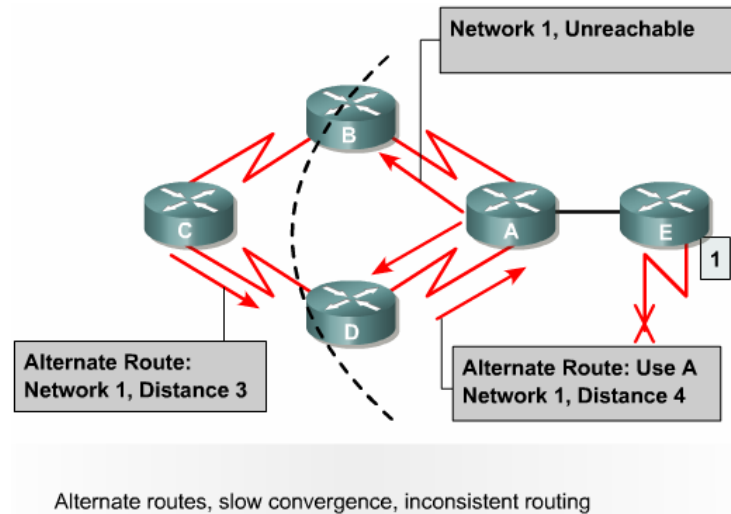 Network 1, Unreachable
B
C
A
E
1
D
Alternate Route:
Network 1, Distance 3
Alternate Route: Use A
Network 1, Distance 4
Alternate routes, slow convergence, inconsistent routing